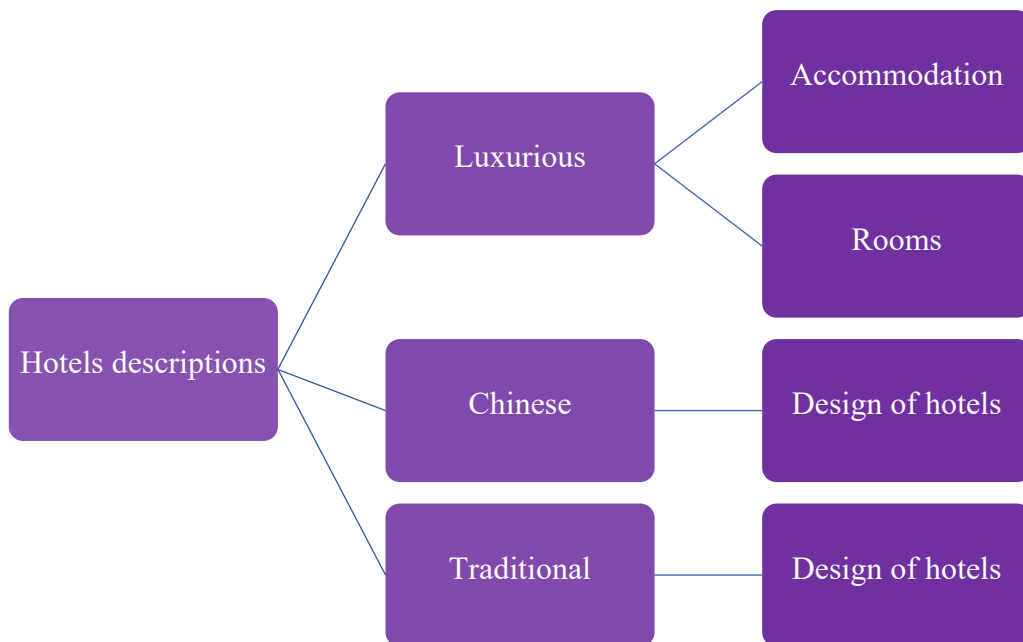 Hotels descriptions
Luxurious
Accommodation
Rooms
Chinese
Design of hotels
Traditional
Design of hotels